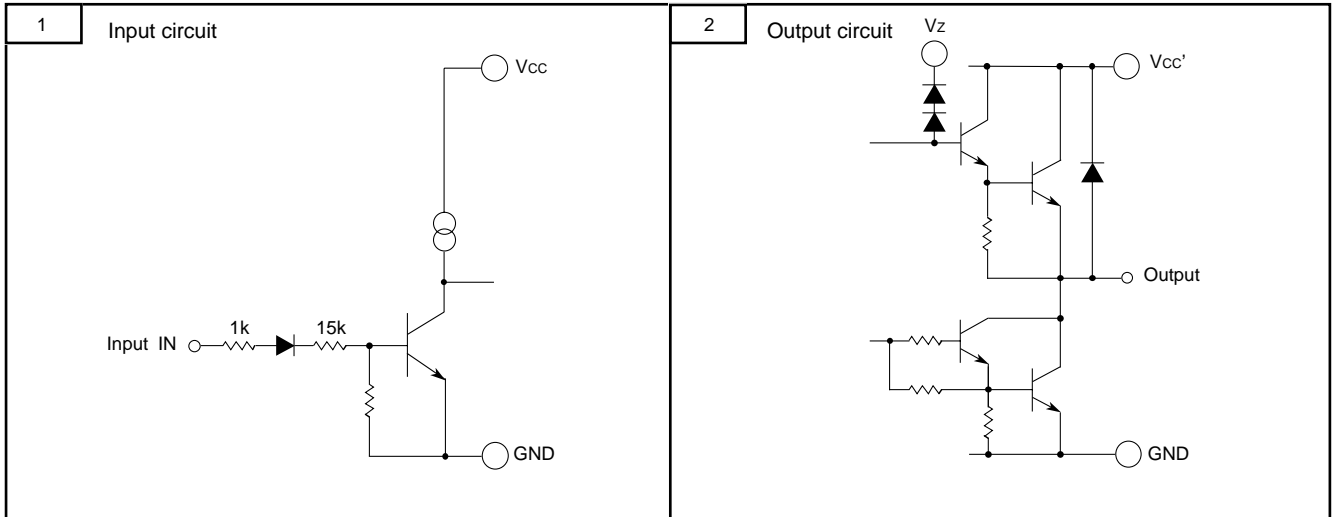 1
Input circuit
Vcc
1k
15k
Input IN
GND
2
Output circuit
Vz
Vcc'
Output
GND